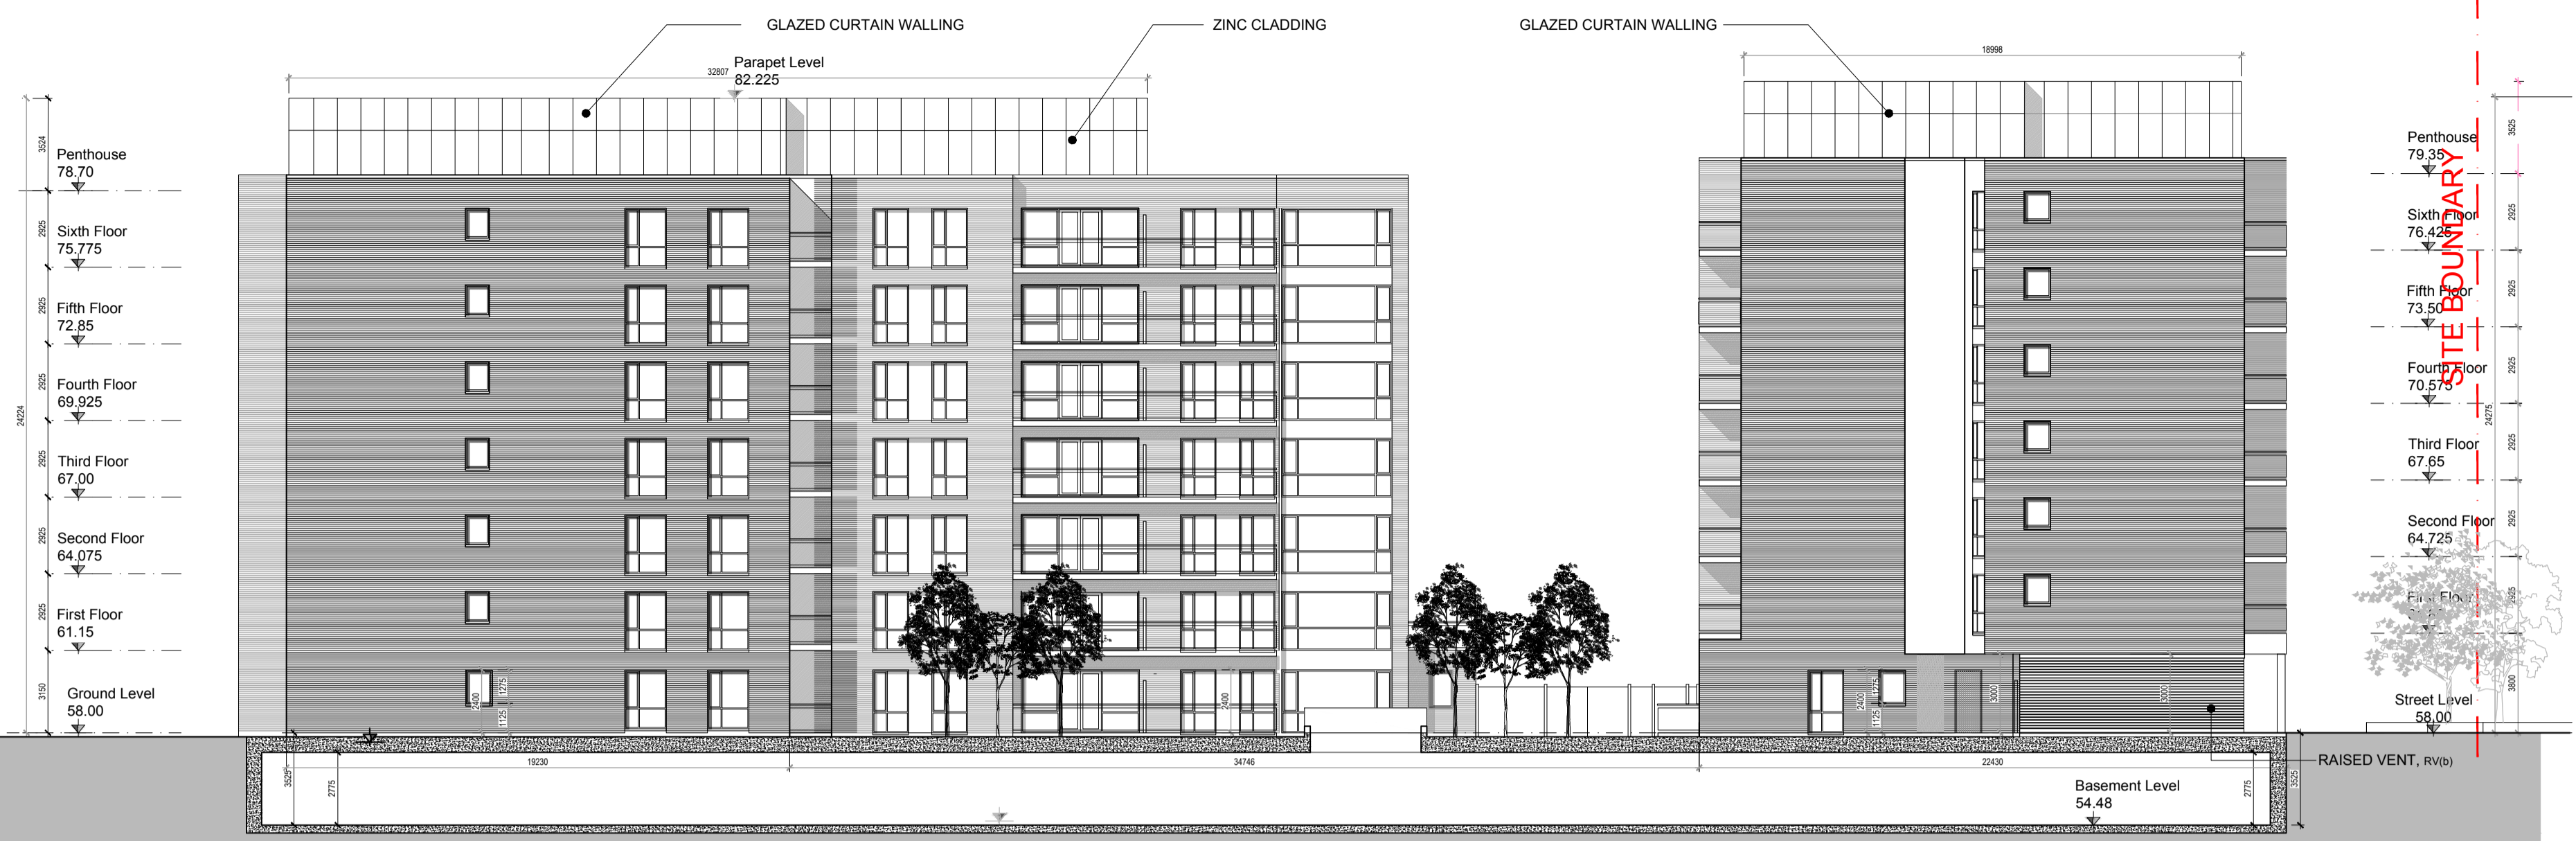 GLAZED CURTAIN WALLING
ZINC CLADDING
GLAZED CURTAIN WALLING
Parapet Level
82.225
32807
18998
Penthouse
78.70
Sixth Floor
75.775
Fifth Floor
72.85
Fourth Floor
69.925
Third Floor
67.00
Second Floor
64.075
First Floor
61.15
Ground Level
58.00
3524
2925
2925
2925
2925
2925
2925
3150
24224
2400
1275
1125
2400
2400
1275
1125
3000
3000
Penthouse
79.35
Sixth Floor
76.425
Fifth Floor
73.50
Fourth Floor
70.575
Third Floor
67.65
Second Floor
64.725
First Floor
Street Level
58.00
SITE BOUNDARY
3525
2925
2925
2925
2925
2925
2925
3800
24275
19230
34746
22430
RAISED VENT, RV(b)
3525
2775
2775
3525
Basement Level
54.48